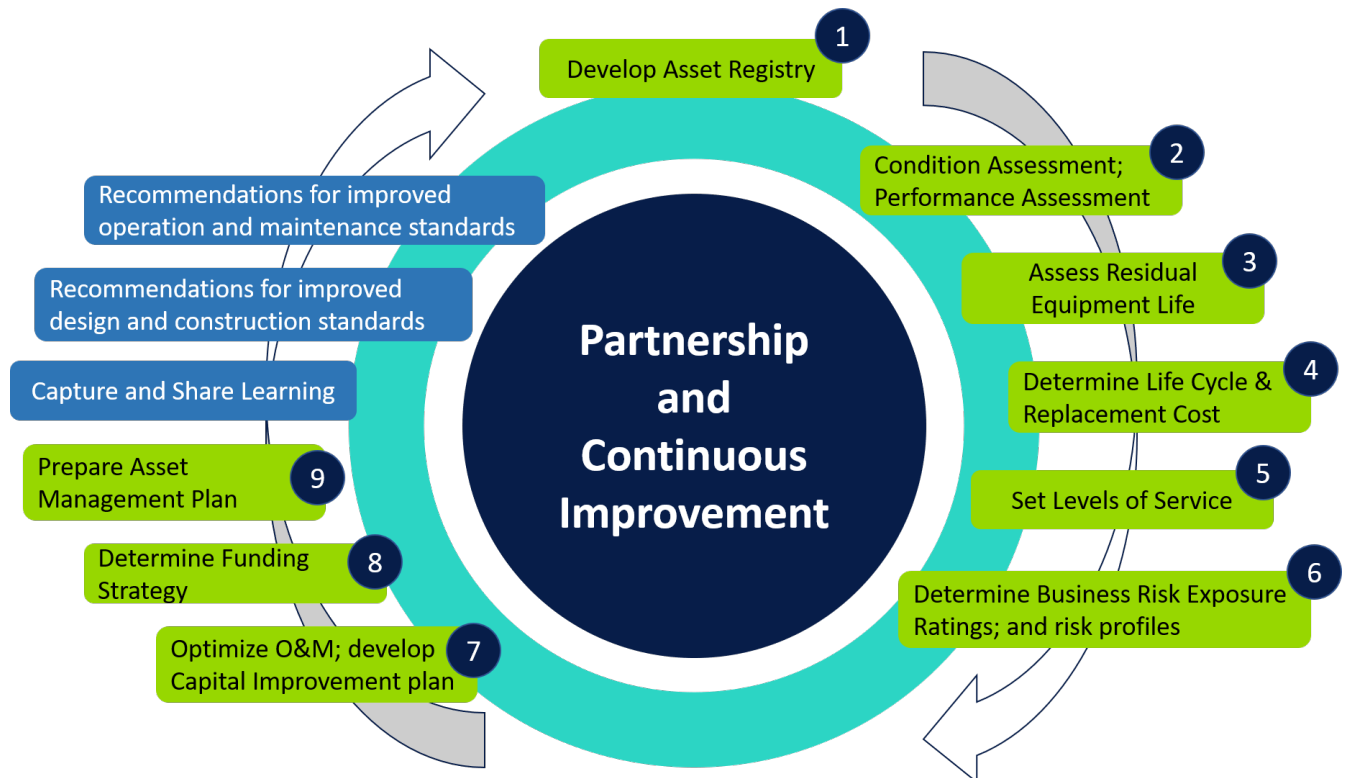 1
Develop Asset Registry
2
Condition Assessment;
Performance Assessment
3
Assess Residual
Equipment Life
4
Determine Life Cycle &
Replacement Cost
5
Set Levels of Service
6
Determine Business Risk Exposure
Ratings; and risk profiles
7
Optimize O&M; develop
Capital Improvement plan
8
Determine Funding
Strategy
9
Prepare Asset
Management Plan
Capture and Share Learning
Recommendations for improved
design and construction standards
Recommendations for improved
operation and maintenance standards
Partnership
and
Continuous
Improvement